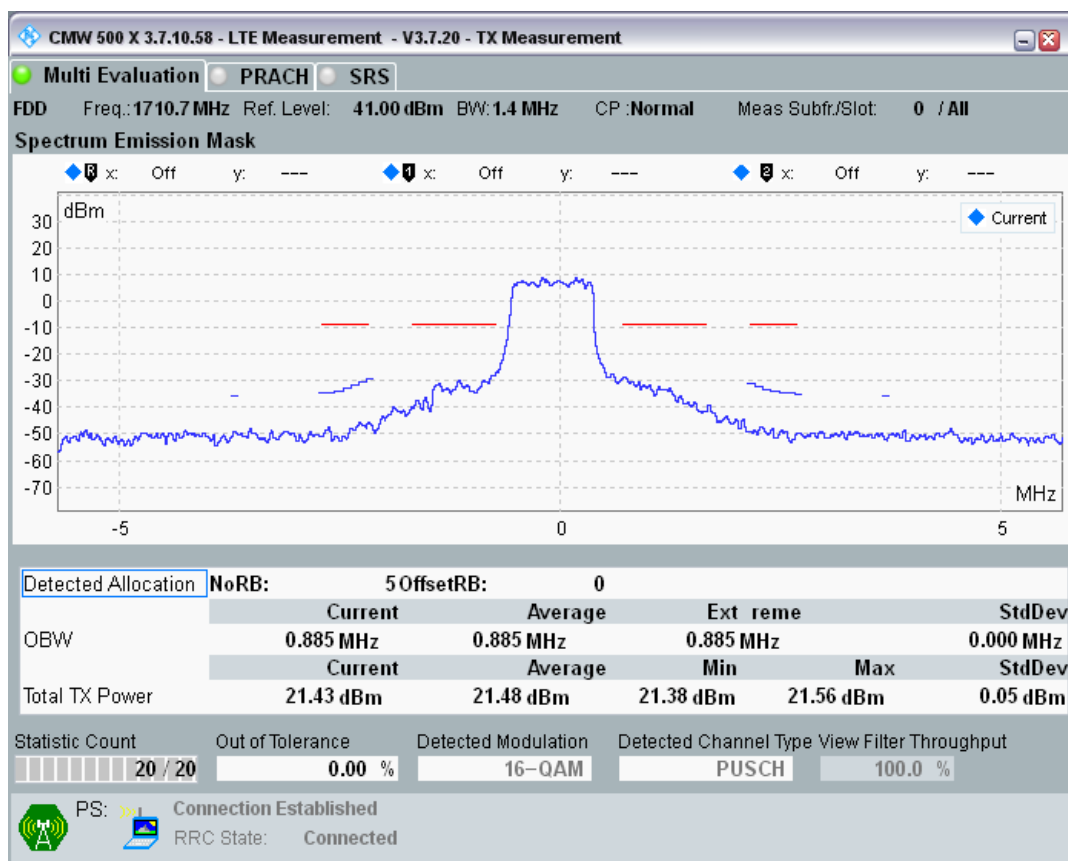 CMW 500 X 3.7.10.58 - LTE Measurement - V3.7.20 - TX Measurement
Multi Evaluation PRACH SRS
FDD Freq.: 1710.7 MHz Ref. Level: 41.00 dBm BW: 1.4 MHz CP :Normal Meas Subfr./Slot: 0 / All
Spectrum Emission Mask
R x: Off y: --- 1 x: Off y: --- 2 x: Off y: ---
dBm
Current
30
20
10
0
-10
-20
-30
-40
-50
-60
-70
MHz
-5 0 5
Detected Allocation NoRB: 5 OffsetRB: 0
Current Average Ext reme StdDev
OBW 0.885 MHz 0.885 MHz 0.885 MHz 0.000 MHz
Current Average Min Max StdDev
Total TX Power 21.43 dBm 21.48 dBm 21.38 dBm 21.56 dBm 0.05 dBm
Statistic Count Out of Tolerance Detected Modulation Detected Channel Type View Filter Throughput
20 / 20 0.00 % 16-QAM PUSCH 100.0 %
PS: Connection Established
RRC State: Connected